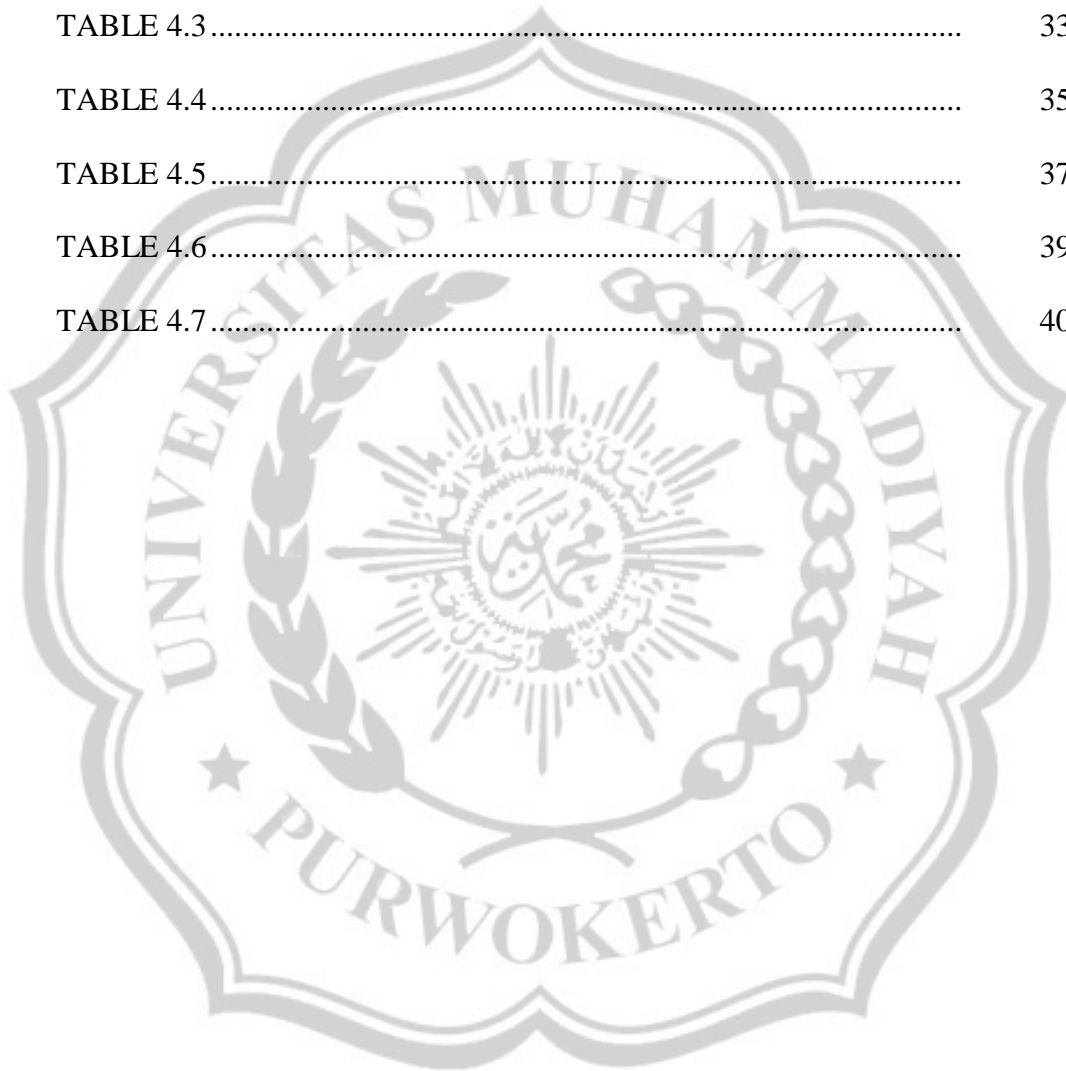 TABLE 4.3 ........................................................................ 33
TABLE 4.4 ........................................................................ 35
TABLE 4.5 ........................................................................ 37
TABLE 4.6 ........................................................................ 39
TABLE 4.7 ........................................................................ 40
UNIVERSITAS MUHAMMADIYAH
محمد
★ PURWOKERTO ★